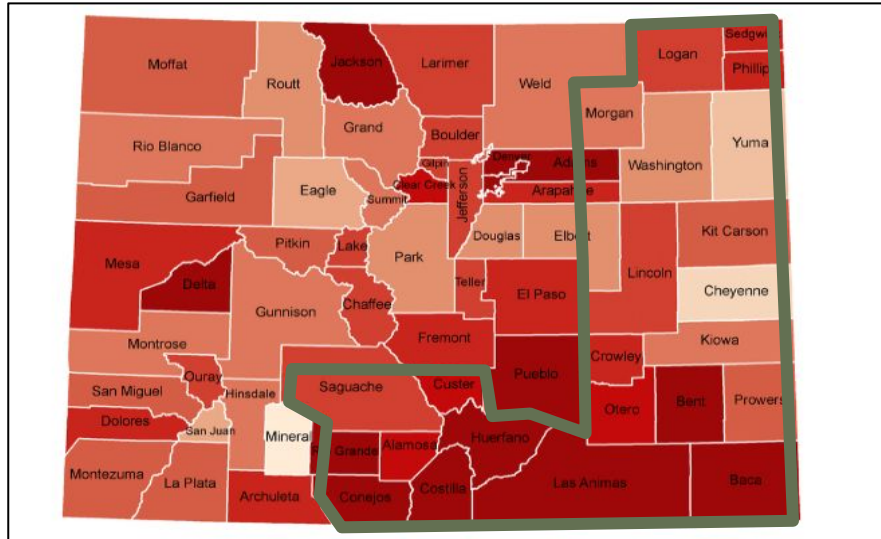 Moffat
Routt
Jackson
Larimer
Weld
Logan
Sedgwi
Phillip
Morgan
Yuma
Washington
Rio Blanco
Grand
Boulder
Gilpin
Clear Creek
Denver
Adams
Arapahoe
Jefferson
Garfield
Eagle
Summit
Mesa
Pitkin
Lake
Park
Douglas
Elbert
Lincoln
Kit Carson
Delta
Gunnison
Chaffee
Teller
El Paso
Cheyenne
Montrose
Fremont
Crowley
Kiowa
Ouray
San Miguel
Hinsdale
Saguache
Custer
Pueblo
Otero
Bent
Prowers
Dolores
San Juan
Mineral
R
Grande
Alamosa
Huerfano
Montezuma
La Plata
Archuleta
Conejos
Costilla
Las Animas
Baca